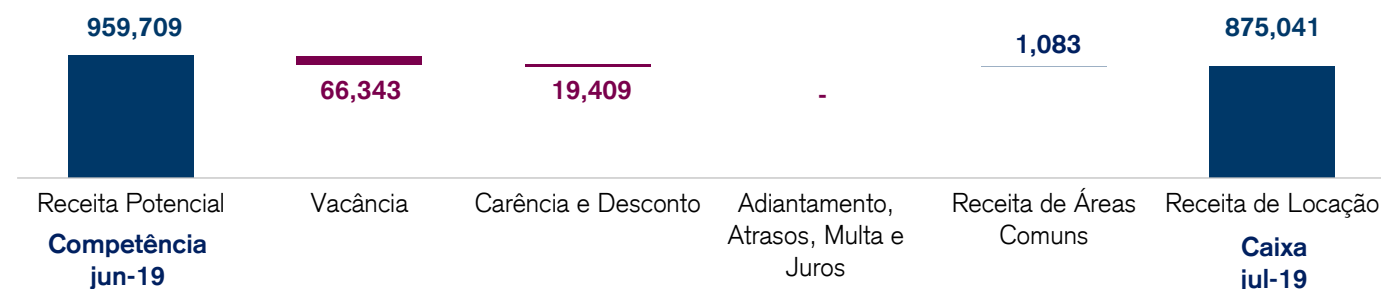 959,709
66,343
19,409
-
1,083
875,041
Receita Potencial
Competência
jun-19
Vacância
Carência e Desconto
Adiantamento,
Atrasos, Multa e
Juros
Receita de Áreas
Comuns
Receita de Locação
Caixa
jul-19